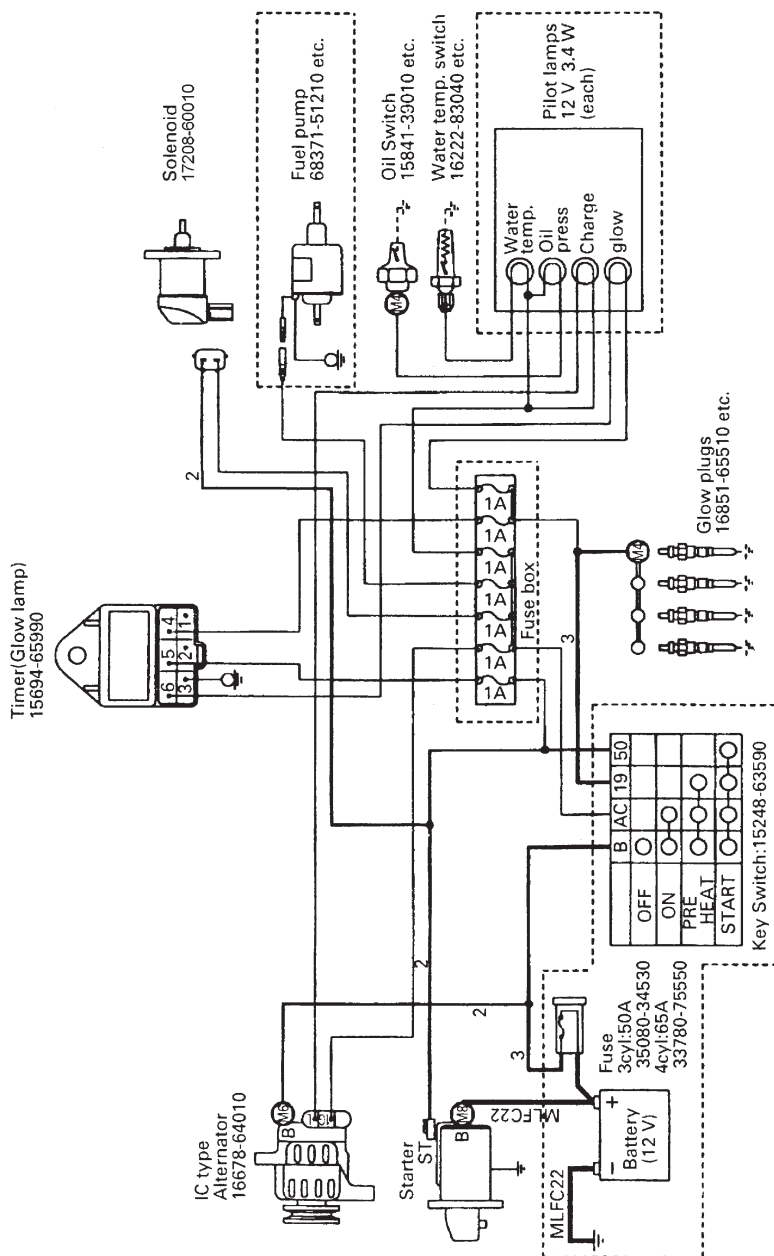 Solenoid
17208-60010
Fuel pump
68371-51210 etc.
Oil Switch
15841-39010 etc.
Water temp. switch
16222-83040 etc.
M4
Pilot lamps
12 V 3.4 W
(each)
Water
temp.
Oil
press
Charge
glow
2
Timer(Glow lamp)
15694-65990
6 5 4
3 2 1
1A 1A 1A 1A 1A 1A 1A
Fuse box
Glow plugs
16851-65510 etc.
M4
3
IC type
Alternator
16678-64010
M6
B
2
2
Starter
ST
M8
B
MLFC22
3
Fuse
3cyl:50A
35080-34530
4cyl:65A
33780-75550
+
−
Battery
(12 V)
MLFC22
B AC 19 50
OFF
ON
PRE
HEAT
START
Key Switch:15248-63590